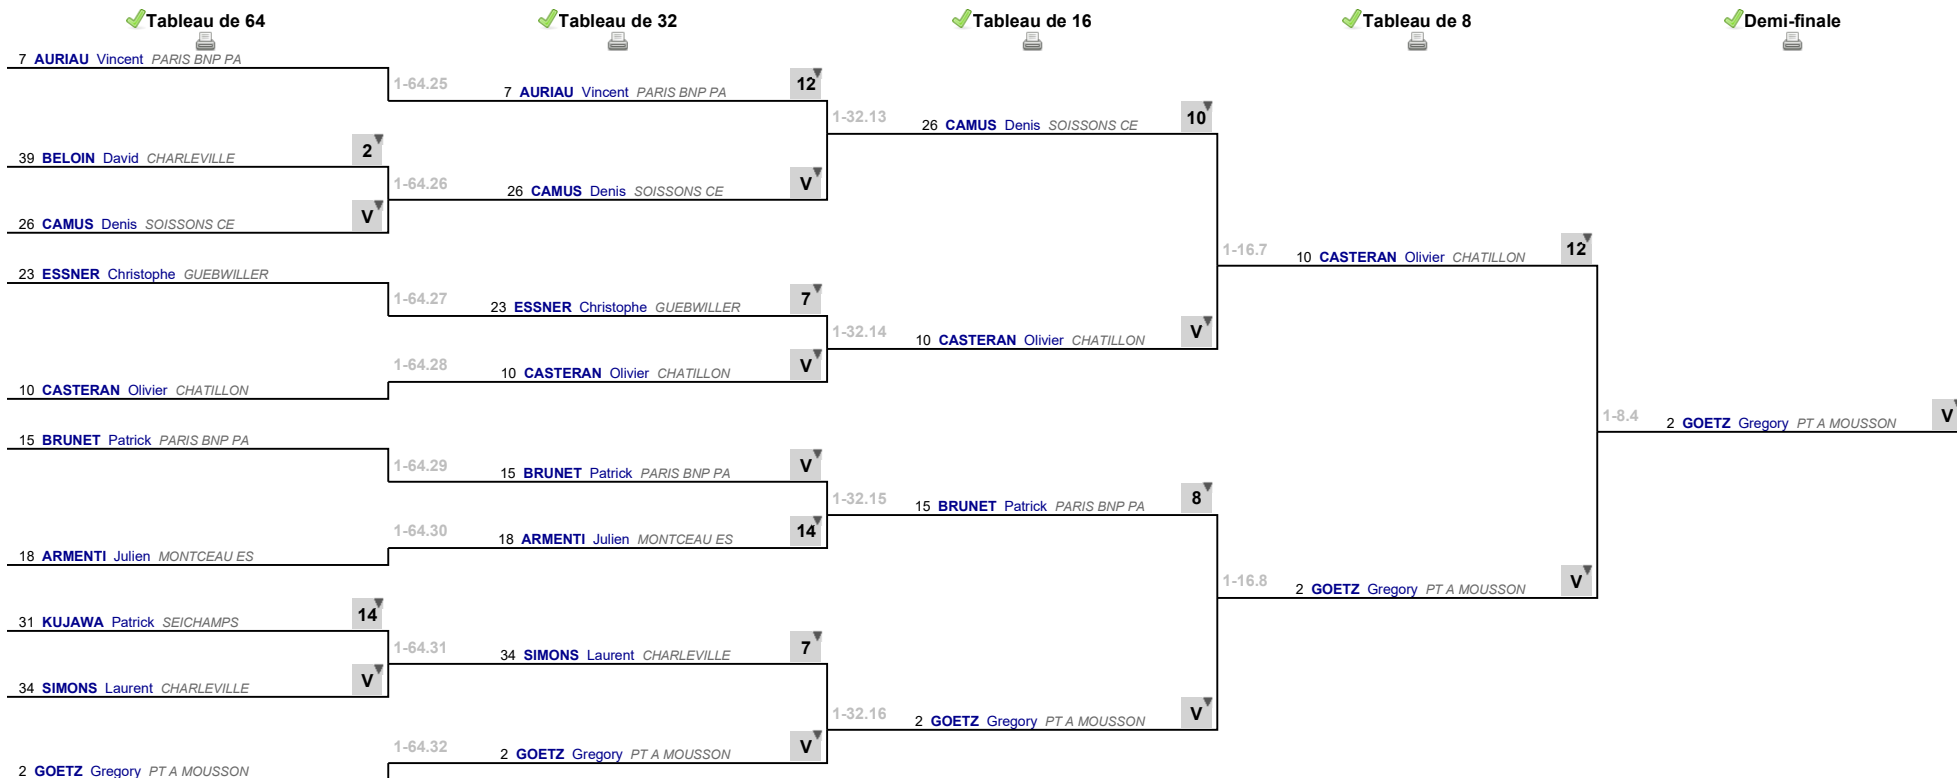 Tableau de 64
Tableau de 32
Tableau de 16
Tableau de 8
Demi-finale
7 AURIAU Vincent PARIS BNP PA
39 BELOIN David CHARLEVILLE 2
26 CAMUS Denis SOISSONS CE V
23 ESSNER Christophe GUEBWILLER
10 CASTERAN Olivier CHATILLON
15 BRUNET Patrick PARIS BNP PA
18 ARMENTI Julien MONTCEAU ES
31 KUJAWA Patrick SEICHAMPS 14
34 SIMONS Laurent CHARLEVILLE V
2 GOETZ Gregory PT A MOUSSON
1-64.25 7 AURIAU Vincent PARIS BNP PA 12
1-64.26 26 CAMUS Denis SOISSONS CE V
1-64.27 23 ESSNER Christophe GUEBWILLER 7
1-64.28 10 CASTERAN Olivier CHATILLON V
1-64.29 15 BRUNET Patrick PARIS BNP PA V
1-64.30 18 ARMENTI Julien MONTCEAU ES 14
1-64.31 34 SIMONS Laurent CHARLEVILLE 7
1-64.32 2 GOETZ Gregory PT A MOUSSON V
1-32.13 26 CAMUS Denis SOISSONS CE 10
1-32.14 10 CASTERAN Olivier CHATILLON V
1-32.15 15 BRUNET Patrick PARIS BNP PA 8
1-32.16 2 GOETZ Gregory PT A MOUSSON V
1-16.7 10 CASTERAN Olivier CHATILLON 12
1-16.8 2 GOETZ Gregory PT A MOUSSON V
1-8.4 2 GOETZ Gregory PT A MOUSSON V